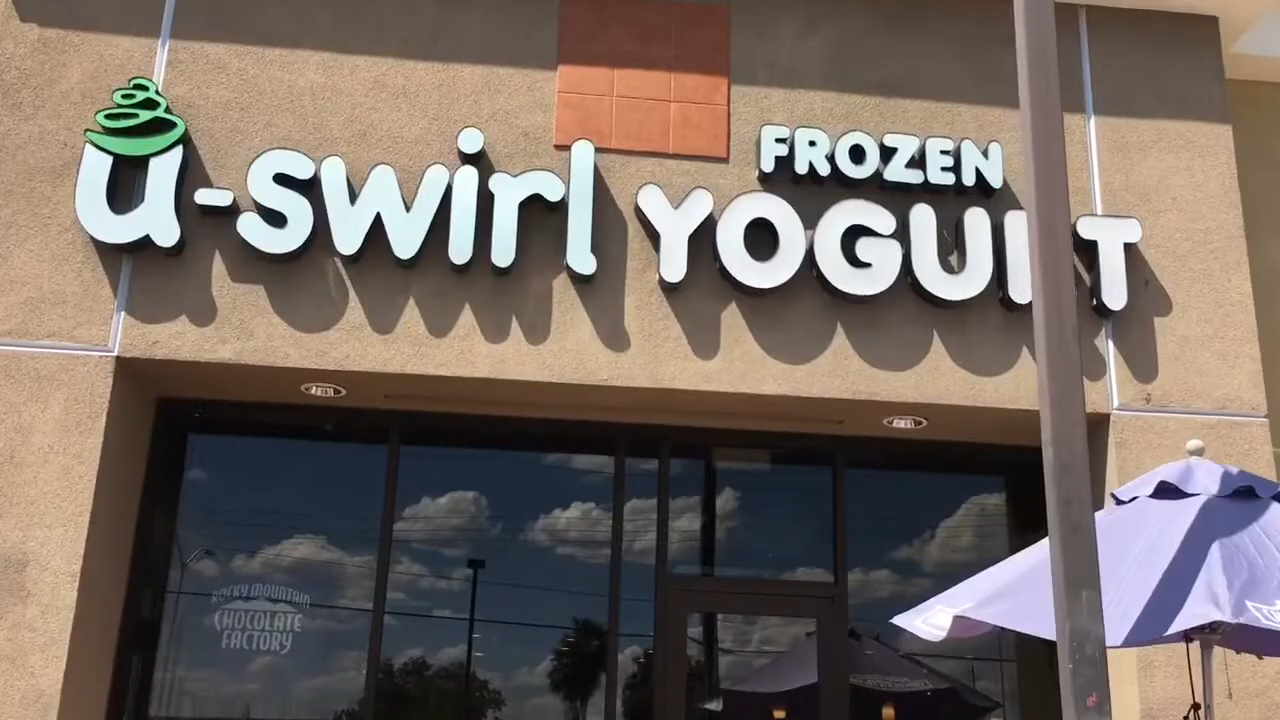 u-swirl
FROZEN
YOGURT
ROCKY MOUNTAIN
CHOCOLATE
FACTORY